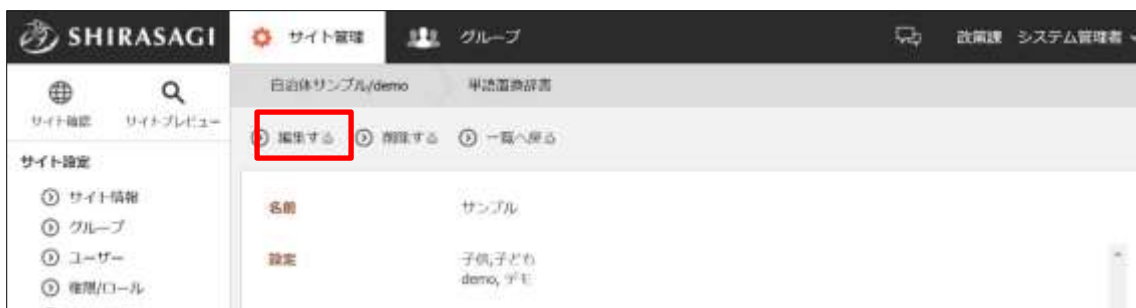 SHIRASAGI
サイト管理
グループ
政策課 システム管理者
自治体サンプル/demo
単語置換辞書
サイト確認
サイトプレビュー
編集する
削除する
一覧へ戻る
サイト設定
サイト情報
グループ
ユーザー
権限/ロール
名前
サンプル
設定
子供,子ども
demo, デモ